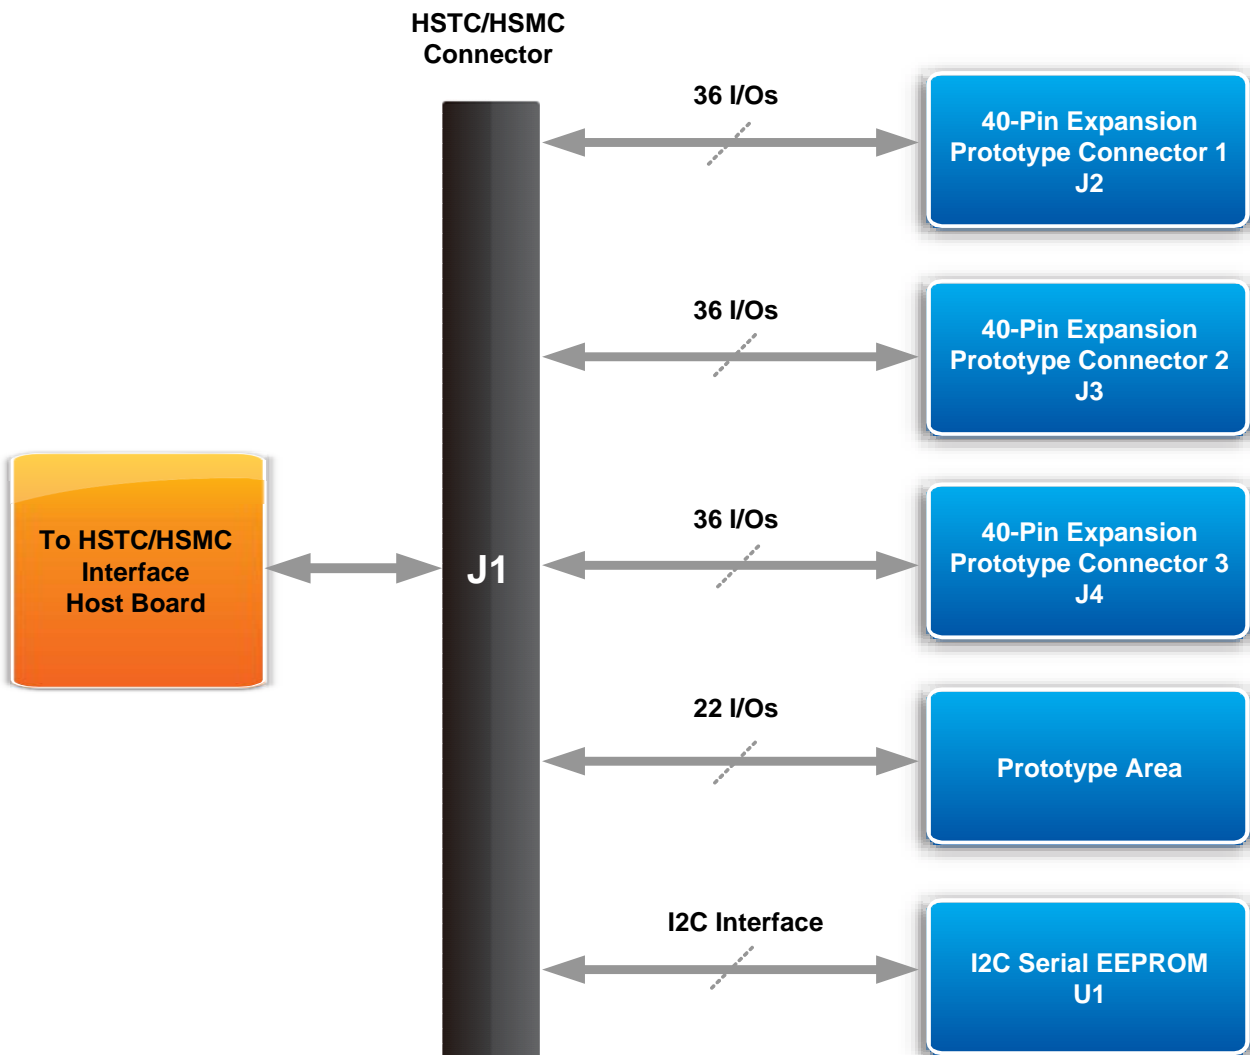 HSTC/HSMC
Connector
36 I/Os
40-Pin Expansion
Prototype Connector 1
J2
36 I/Os
40-Pin Expansion
Prototype Connector 2
J3
To HSTC/HSMC
Interface
Host Board
J1
36 I/Os
40-Pin Expansion
Prototype Connector 3
J4
22 I/Os
Prototype Area
I2C Interface
I2C Serial EEPROM
U1